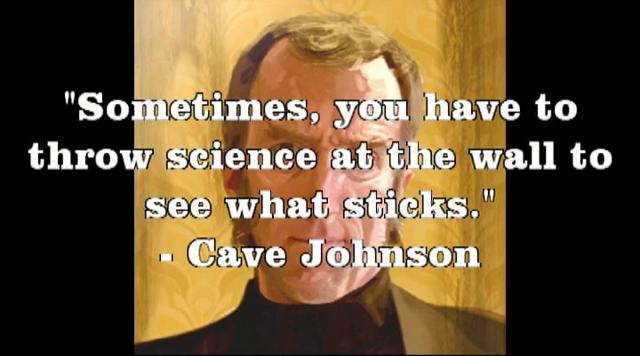 "Sometimes, you have to
throw science at the wall to
see what sticks."
- Cave Johnson